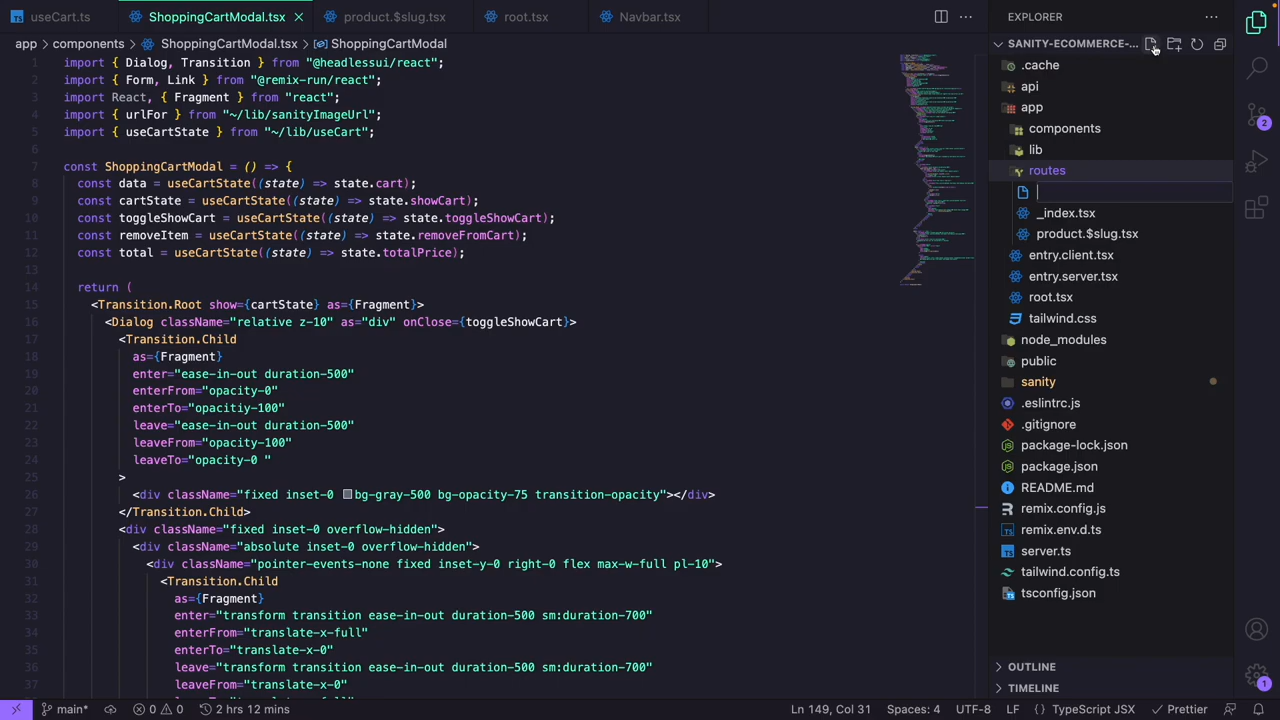 useCart.ts
ShoppingCartModal.tsx
product.$slug.tsx
root.tsx
Navbar.tsx
app > components > ShoppingCartModal.tsx > ShoppingCartModal
1 import { Dialog, Transition } from "@headlessui/react";
2 import { Form, Link } from "@remix-run/react";
3 import React, { Fragment } from "react";
4 import { urlFor } from "~/lib/sanityImageUrl";
5 import { useCartState } from "~/lib/useCart";
6
7 const ShoppingCartModal = () => {
8 const data = useCartState((state) => state.cart);
9 const cartState = useCartState((state) => state.showCart);
10 const toggleShowCart = useCartState((state) => state.toggleShowCart);
11 const removeItem = useCartState((state) => state.removeFromCart);
12 const total = useCartState((state) => state.totalPrice);
13
14 return (
15 <Transition.Root show={cartState} as={Fragment}>
16 <Dialog className="relative z-10" as="div" onClose={toggleShowCart}>
17 <Transition.Child
18 as={Fragment}
19 enter="ease-in-out duration-500"
20 enterFrom="opacity-0"
21 enterTo="opactiy-100"
22 leave="ease-in-out duration-500"
23 leaveFrom="opacity-100"
24 leaveTo="opacity-0 "
25 >
26 <div className="fixed inset-0 bg-gray-500 bg-opacity-75 transition-opacity"></div>
27 </Transition.Child>
28 <div className="fixed inset-0 overflow-hidden">
29 <div className="absolute inset-0 overflow-hidden">
30 <div className="pointer-events-none fixed inset-y-0 right-0 flex max-w-full pl-10">
31 <Transition.Child
32 as={Fragment}
33 enter="transform transition ease-in-out duration-500 sm:duration-700"
34 enterFrom="translate-x-full"
35 enterTo="translate-x-0"
36 leave="transform transition ease-in-out duration-500 sm:duration-700"
37 leaveFrom="translate-x-0"
EXPLORER
SANITY-ECOMMERCE-...
.cache
api
app
components
lib
routes
_index.tsx
product.$slug.tsx
entry.client.tsx
entry.server.tsx
root.tsx
tailwind.css
node_modules
public
sanity
.eslintrc.js
.gitignore
package-lock.json
package.json
README.md
remix.config.js
remix.env.d.ts
server.ts
tailwind.config.ts
tsconfig.json
OUTLINE
TIMELINE
2
1
main* 0 0 2 hrs 12 mins Ln 149, Col 31 Spaces: 4 UTF-8 LF {} TypeScript JSX Prettier